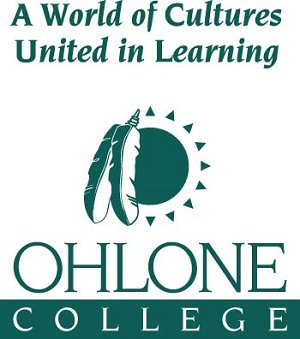 A World of Cultures
United in Learning
OHLONE
COLLEGE